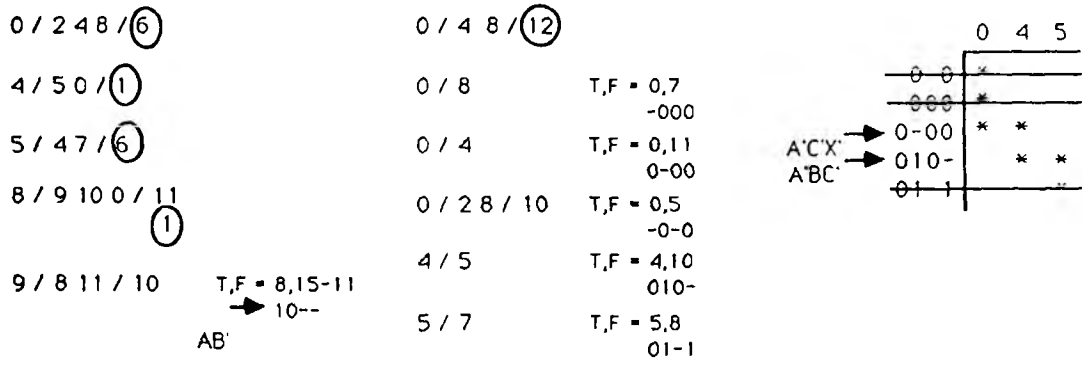 0 / 2 4 8 / 6
4 / 5 0 / 1
5 / 4 7 / 6
8 / 9 10 0 / 11
1
9 / 8 11 / 10 T,F = 8,15-11
10--
AB'
0 / 4 8 / 12
0 / 8 T,F = 0,7
-000
0 / 4 T,F = 0,11
0-00
0 / 2 8 / 10 T,F = 0,5
-0-0
4 / 5 T,F = 4,10
010-
5 / 7 T,F = 5,8
01-1
0 4 5
-0-0 *
-000 *
A'C'X' 0-00 * *
A'BC' 010- * *
01-1 *